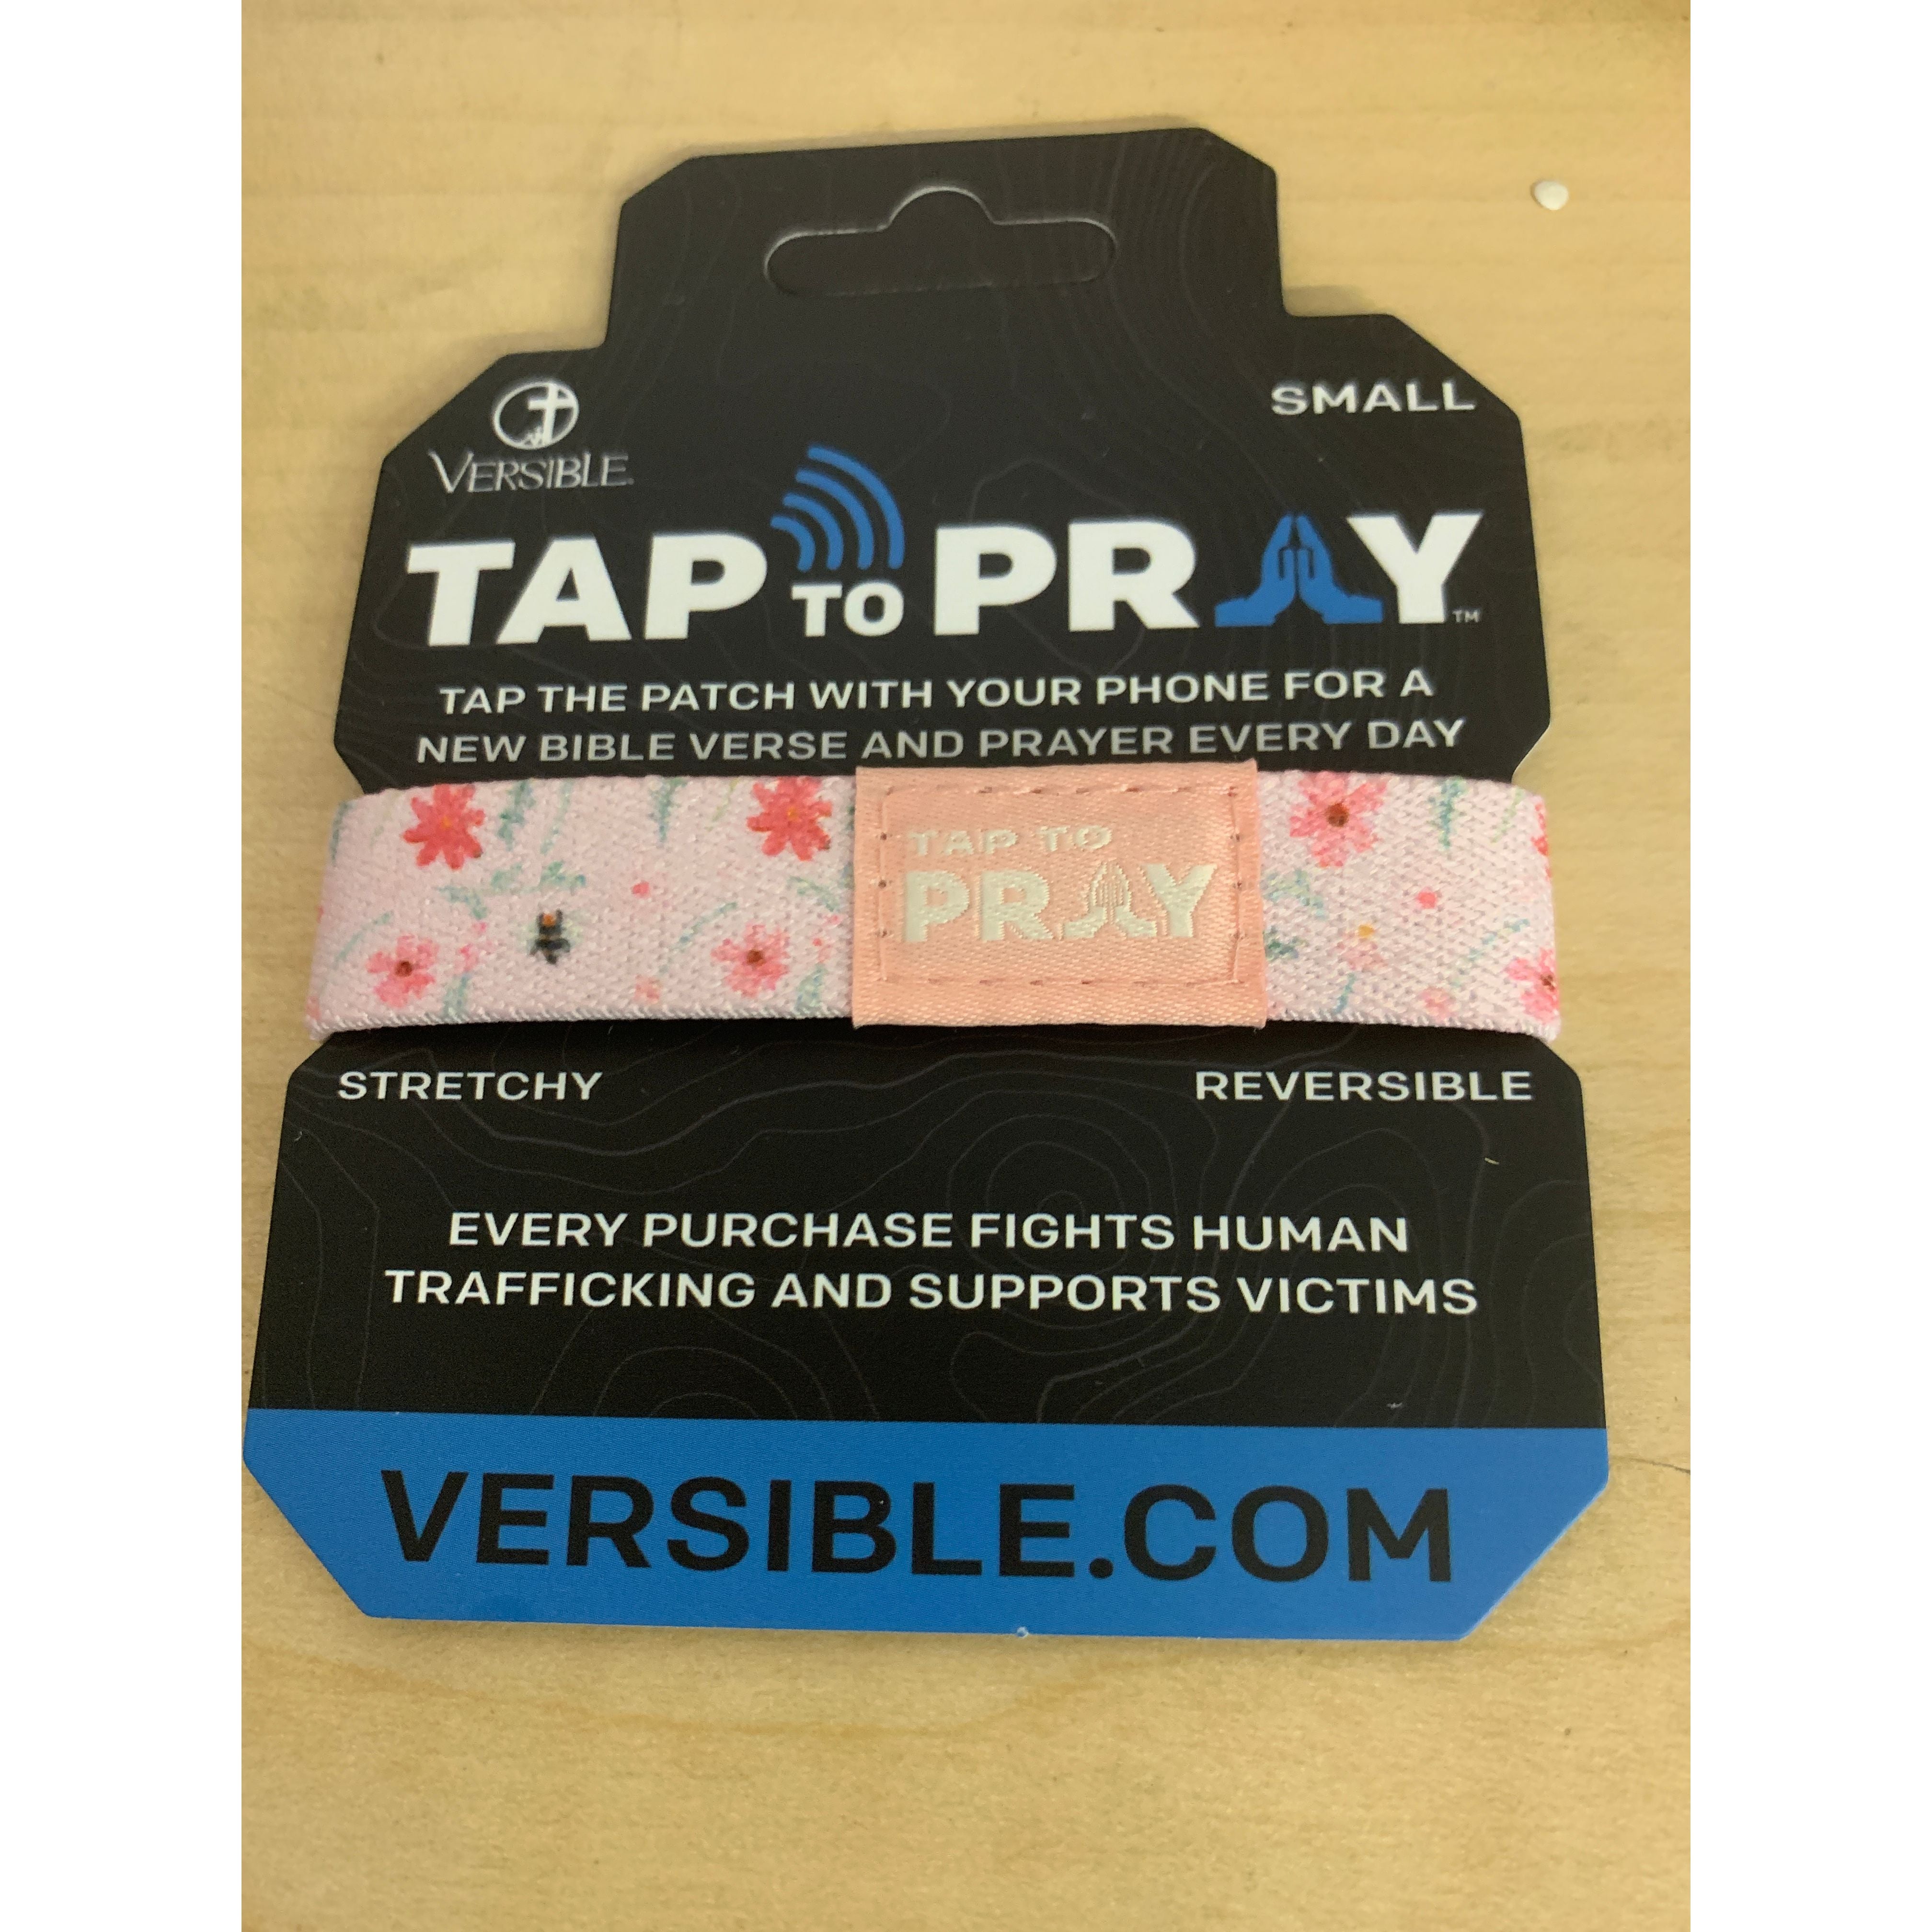 SMALL
VERSIBLE
TAP TO PRAY™
TAP THE PATCH WITH YOUR PHONE FOR A
NEW BIBLE VERSE AND PRAYER EVERY DAY
TAP TO
PRAY
STRETCHY
REVERSIBLE
EVERY PURCHASE FIGHTS HUMAN
TRAFFICKING AND SUPPORTS VICTIMS
VERSIBLE.COM